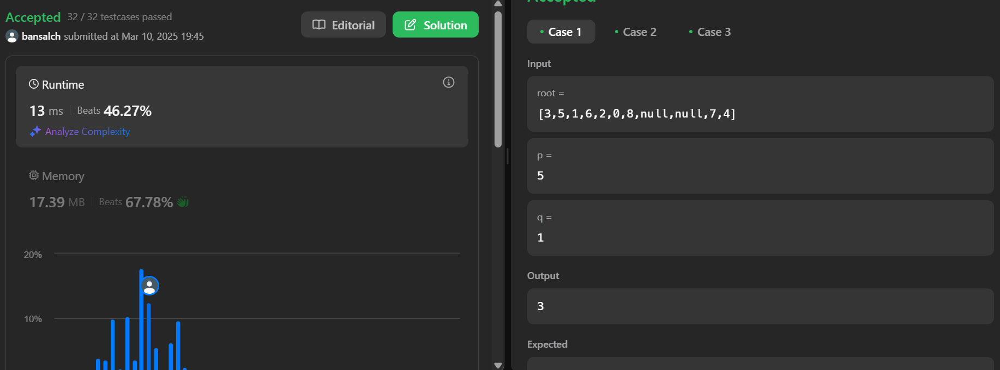 Accepted 32 / 32 testcases passed
bansalch submitted at Mar 10, 2025 19:45
Editorial
Solution
Runtime
13 ms Beats 46.27%
Analyze Complexity
Memory
17.39 MB Beats 67.78%
20%
10%
Accepted
Case 1
Case 2
Case 3
Input
root =
[3,5,1,6,2,0,8,null,null,7,4]
p =
5
q =
1
Output
3
Expected